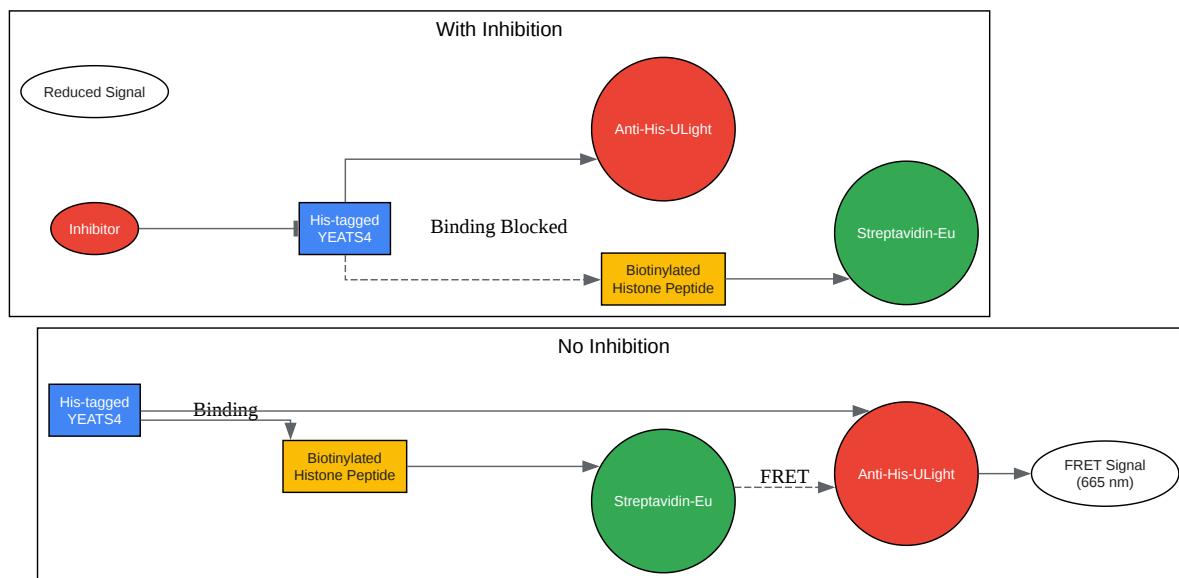 With Inhibition
Reduced Signal
Anti-His-ULight
Inhibitor
His-tagged
YEATS4
Binding Blocked
Streptavidin-Eu
Biotinylated
Histone Peptide
No Inhibition
His-tagged
YEATS4
Binding
Biotinylated
Histone Peptide
Streptavidin-Eu
FRET
Anti-His-ULight
FRET Signal
(665 nm)